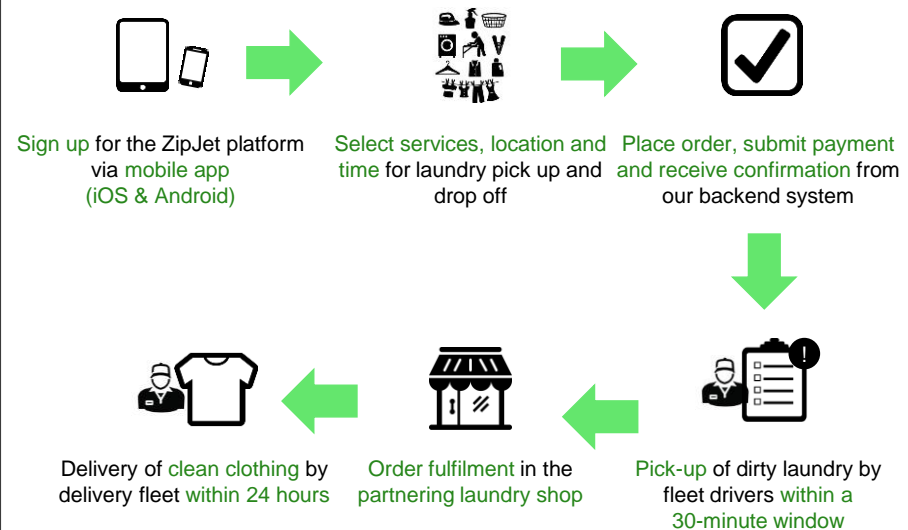 Sign up for the ZipJet platform
via mobile app
(iOS & Android)
Select services, location and
time for laundry pick up and
drop off
Place order, submit payment
and receive confirmation from
our backend system
!
Delivery of clean clothing by
delivery fleet within 24 hours
Order fulfilment in the
partnering laundry shop
Pick-up of dirty laundry by
fleet drivers within a
30-minute window